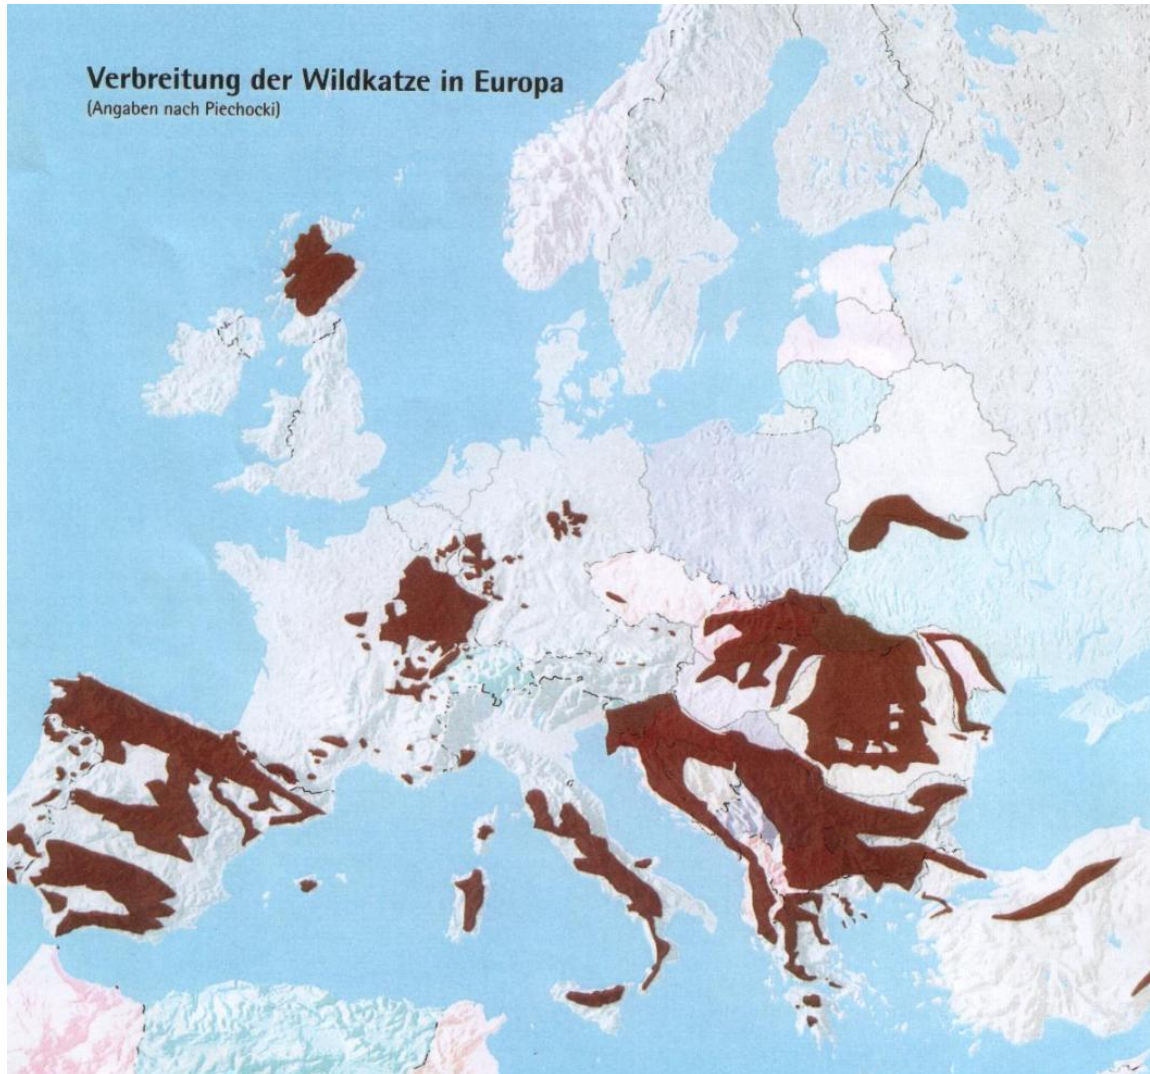 Verbreitung der Wildkatze in Europa
(Angaben nach Piechocki)